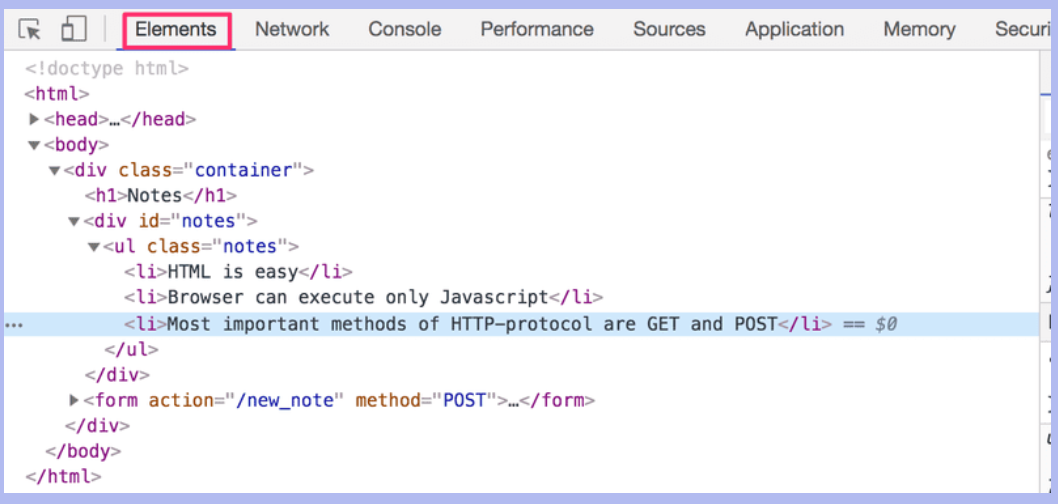 Elements Network Console Performance Sources Application Memory Securi
<!doctype html>
<html>
<head>…</head>
<body>
<div class="container">
<h1>Notes</h1>
<div id="notes">
<ul class="notes">
<li>HTML is easy</li>
<li>Browser can execute only Javascript</li>
… <li>Most important methods of HTTP-protocol are GET and POST</li> == $0
</ul>
</div>
<form action="/new_note" method="POST">…</form>
</div>
</body>
</html>